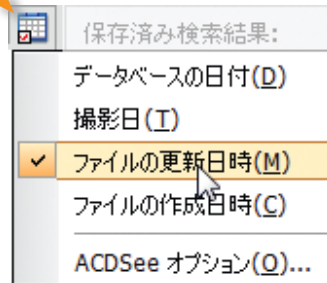 保存済み検索結果:
データベースの日付(D)
撮影日(T)
ファイルの更新日時(M)
ファイルの作成日時(C)
ACDSee オプション(O)...